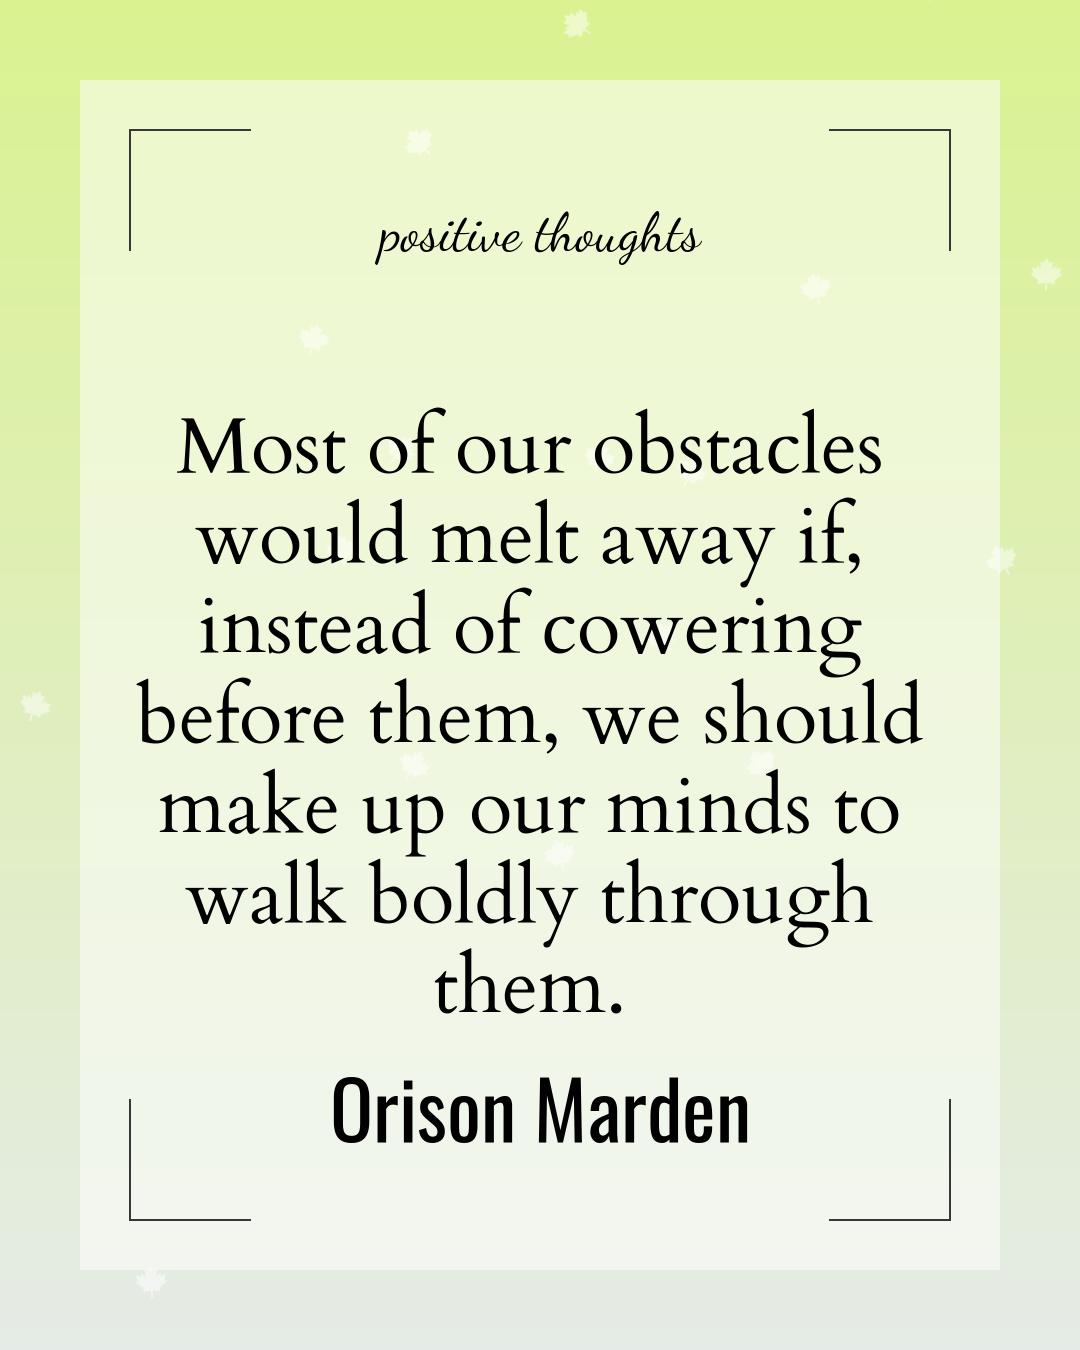 positive thoughts
Most of our obstacles
would melt away if,
instead of cowering
before them, we should
make up our minds to
walk boldly through
them.
Orison Marden